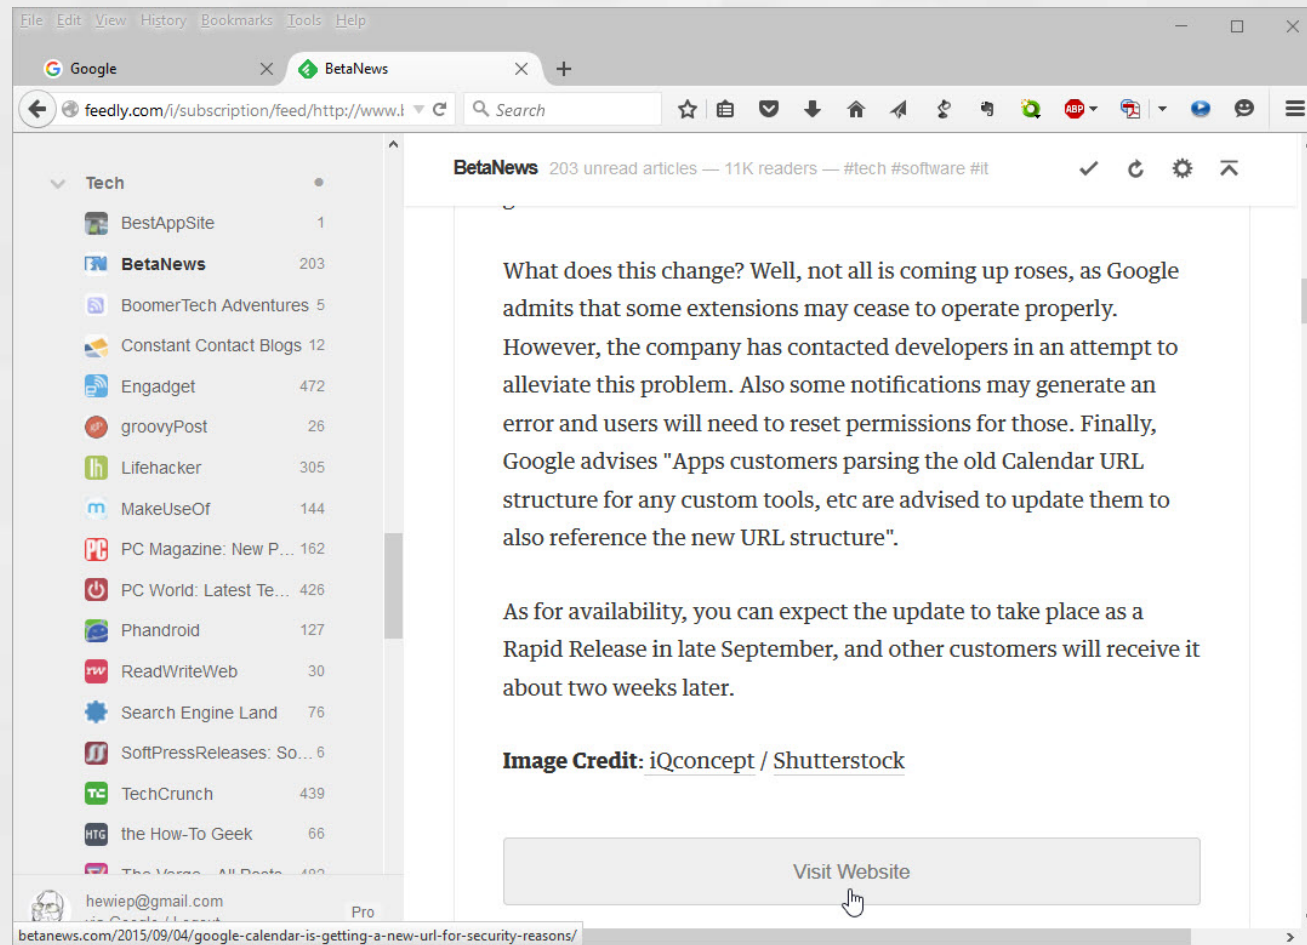 File Edit View History Bookmarks Tools Help
Google
BetaNews
feedly.com/i/subscription/feed/http://www.b
Search
ABP
Tech
BestAppSite 1
BetaNews 203
BoomerTech Adventures 5
Constant Contact Blogs 12
Engadget 472
groovyPost 26
Lifehacker 305
MakeUseOf 144
PC Magazine: New P... 162
PC World: Latest Te... 426
Phandroid 127
ReadWriteWeb 30
Search Engine Land 76
SoftPressReleases: So... 6
TechCrunch 439
the How-To Geek 66
The Verge - All Posts 482
hewiep@gmail.com
via Google / Logout
Pro
betanews.com/2015/09/04/google-calendar-is-getting-a-new-url-for-security-reasons/
BetaNews 203 unread articles — 11K readers — #tech #software #it
What does this change? Well, not all is coming up roses, as Google
admits that some extensions may cease to operate properly.
However, the company has contacted developers in an attempt to
alleviate this problem. Also some notifications may generate an
error and users will need to reset permissions for those. Finally,
Google advises "Apps customers parsing the old Calendar URL
structure for any custom tools, etc are advised to update them to
also reference the new URL structure".
As for availability, you can expect the update to take place as a
Rapid Release in late September, and other customers will receive it
about two weeks later.
Image Credit: iQconcept / Shutterstock
Visit Website